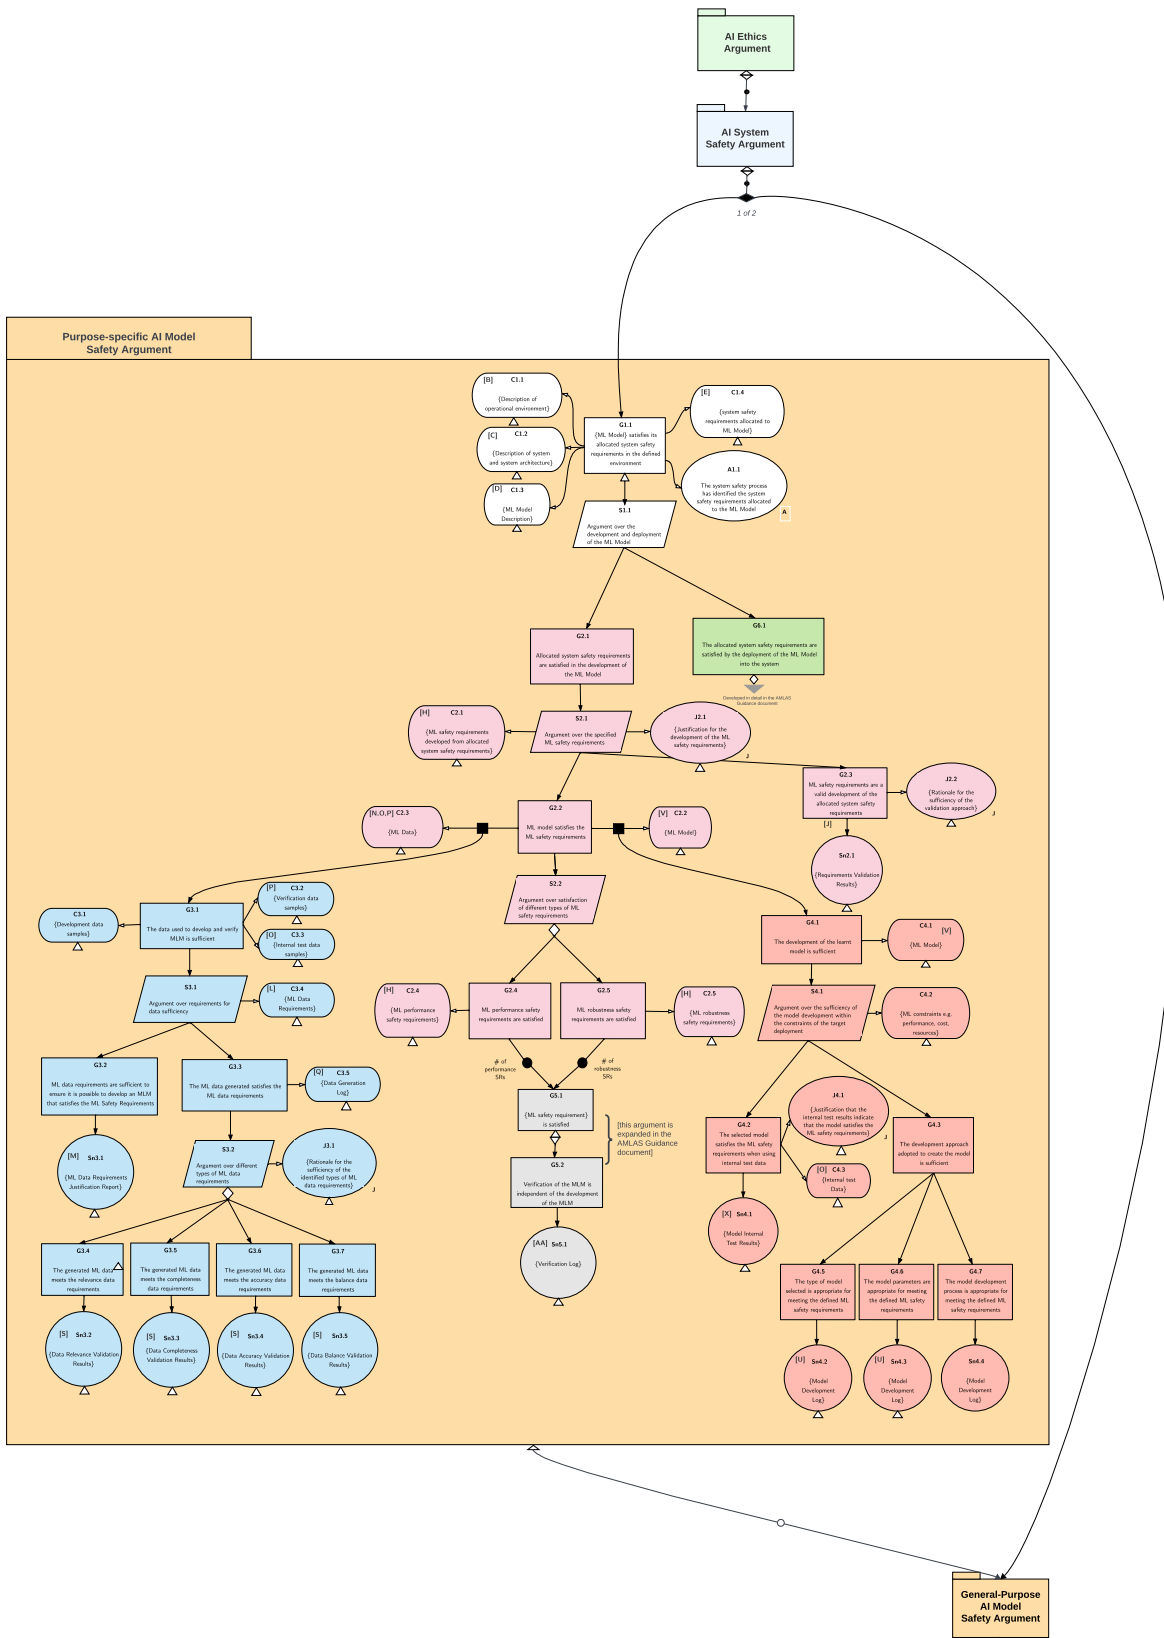 AI Ethics
Argument
AI System
Safety Argument
1 of 2
Purpose-specific AI Model
Safety Argument
[B] C1.1
{Description of
operational environment}
[C] C1.2
{Description of system
and system architecture}
[D] C1.3
{ML Model
Description}
G1.1
{ML Model} satisfies its
allocated system safety
requirements in the defined
environment
[E] C1.4
{system safety
requirements allocated to
ML Model}
A1.1
The system safety process
has identified the system
safety requirements allocated
to the ML Model
A
S1.1
Argument over the
development and deployment
of the ML Model
G2.1
Allocated system safety requirements
are satisfied in the development of
the ML Model
G6.1
The allocated system safety requirements are
satisfied by the deployment of the ML Model
into the system
Developed in detail in the AMLAS
Guidance document
[H] C2.1
{ML safety requirements
developed from allocated
system safety requirements}
S2.1
Argument over the specified
ML safety requirements
J2.1
{Justification for the
development of the ML
safety requirements}
J
G2.3
ML safety requirements are a
valid development of the
allocated system safety
requirements
J2.2
{Rationale for the
sufficiency of the
validation approach}
J
[J]
Sn2.1
{Requirements Validation
Results}
[N,O,P] C2.3
{ML Data}
G2.2
ML model satisfies the
ML safety requirements
[V] C2.2
{ML Model}
S2.2
Argument over satisfaction
of different types of ML
safety requirements
C3.1
{Development data
samples}
G3.1
The data used to develop and verify
MLM is sufficient
[P] C3.2
{Verification data
samples}
[O] C3.3
{Internal test data
samples}
S3.1
Argument over requirements for
data sufficiency
[L] C3.4
{ML Data
Requirements}
G4.1
The development of the learnt
model is sufficient
C4.1
[V]
{ML Model}
S4.1
Argument over the sufficiency of
the model development within
the constraints of the target
deployment
C4.2
{ML constraints e.g.
performance, cost,
resources}
[H]
C2.4
{ML performance
safety requirements}
G2.4
ML performance safety
requirements are satisfied
G2.5
ML robustness safety
requirements are satisfied
[H] C2.5
{ML robustness
safety requirements}
# of
performance
SRs
# of
robustness
SRs
G3.2
ML data requirements are sufficient to
ensure it is possible to develop an MLM
that satisfies the ML Safety Requirements
G3.3
The ML data generated satisfies the
ML data requirements
[Q] C3.5
{Data Generation
Log}
G5.1
{ML safety requirement}
is satisfied
[this argument is
expanded in the
AMLAS Guidance
document]
G5.2
Verification of the MLM is
independent of the development
of the MLM
[AA] Sn5.1
{Verification Log}
[M]
Sn3.1
{ML Data Requirements
Justification Report}
S3.2
Argument over different
types of ML data
requirements
J3.1
{Rationale for the
sufficiency of the
identified types of ML
data requirements}
J
G3.4
The generated ML data
meets the relevance data
requirements
G3.5
The generated ML data
meets the completeness
data requirements
G3.6
The generated ML data
meets the accuracy data
requirements
G3.7
The generated ML data
meets the balance data
requirements
[S] Sn3.2
{Data Relevance Validation
Results}
[S] Sn3.3
{Data Completeness
Validation Results}
[S] Sn3.4
{Data Accuracy Validation
Results}
[S] Sn3.5
{Data Balance Validation
Results}
G4.2
The selected model
satisfies the ML safety
requirements when using
internal test data
J4.1
{Justification that the
internal test results indicate
that the model satisfies the
ML safety requirements}
J
[O] C4.3
{Internal test
Data}
G4.3
The development approach
adopted to create the model
is sufficient
[X] Sn4.1
{Model Internal
Test Results}
G4.5
The type of model
selected is appropriate for
meeting the defined ML
safety requirements
G4.6
The model parameters are
appropriate for meeting
the defined ML safety
requirements
G4.7
The model development
process is appropriate for
meeting the defined ML
safety requirements
[U] Sn4.2
{Model
Development
Log}
[U] Sn4.3
{Model
Development
Log}
Sn4.4
{Model
Development
Log}
General-Purpose
AI Model
Safety Argument